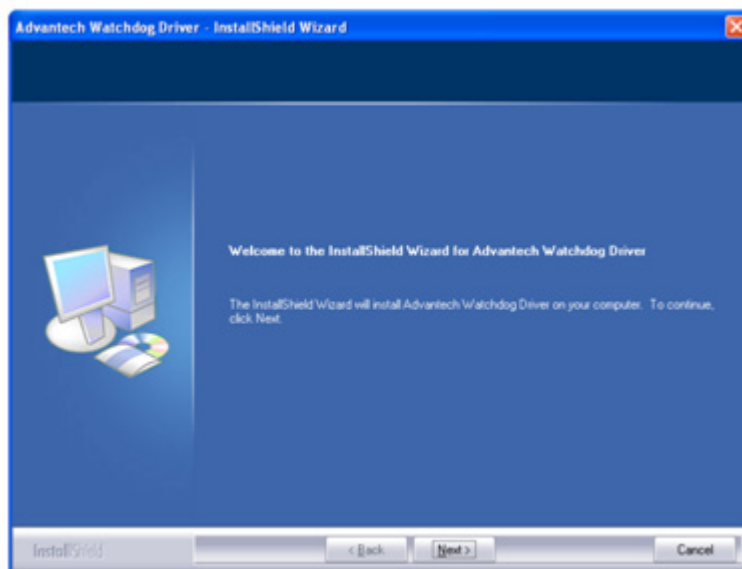 Advantech Watchdog Driver - InstallShield Wizard
Welcome to the InstallShield Wizard for Advantech Watchdog Driver
The InstallShield Wizard will install Advantech Watchdog Driver on your computer. To continue,
click Next.
InstallShield
< Back
Next >
Cancel